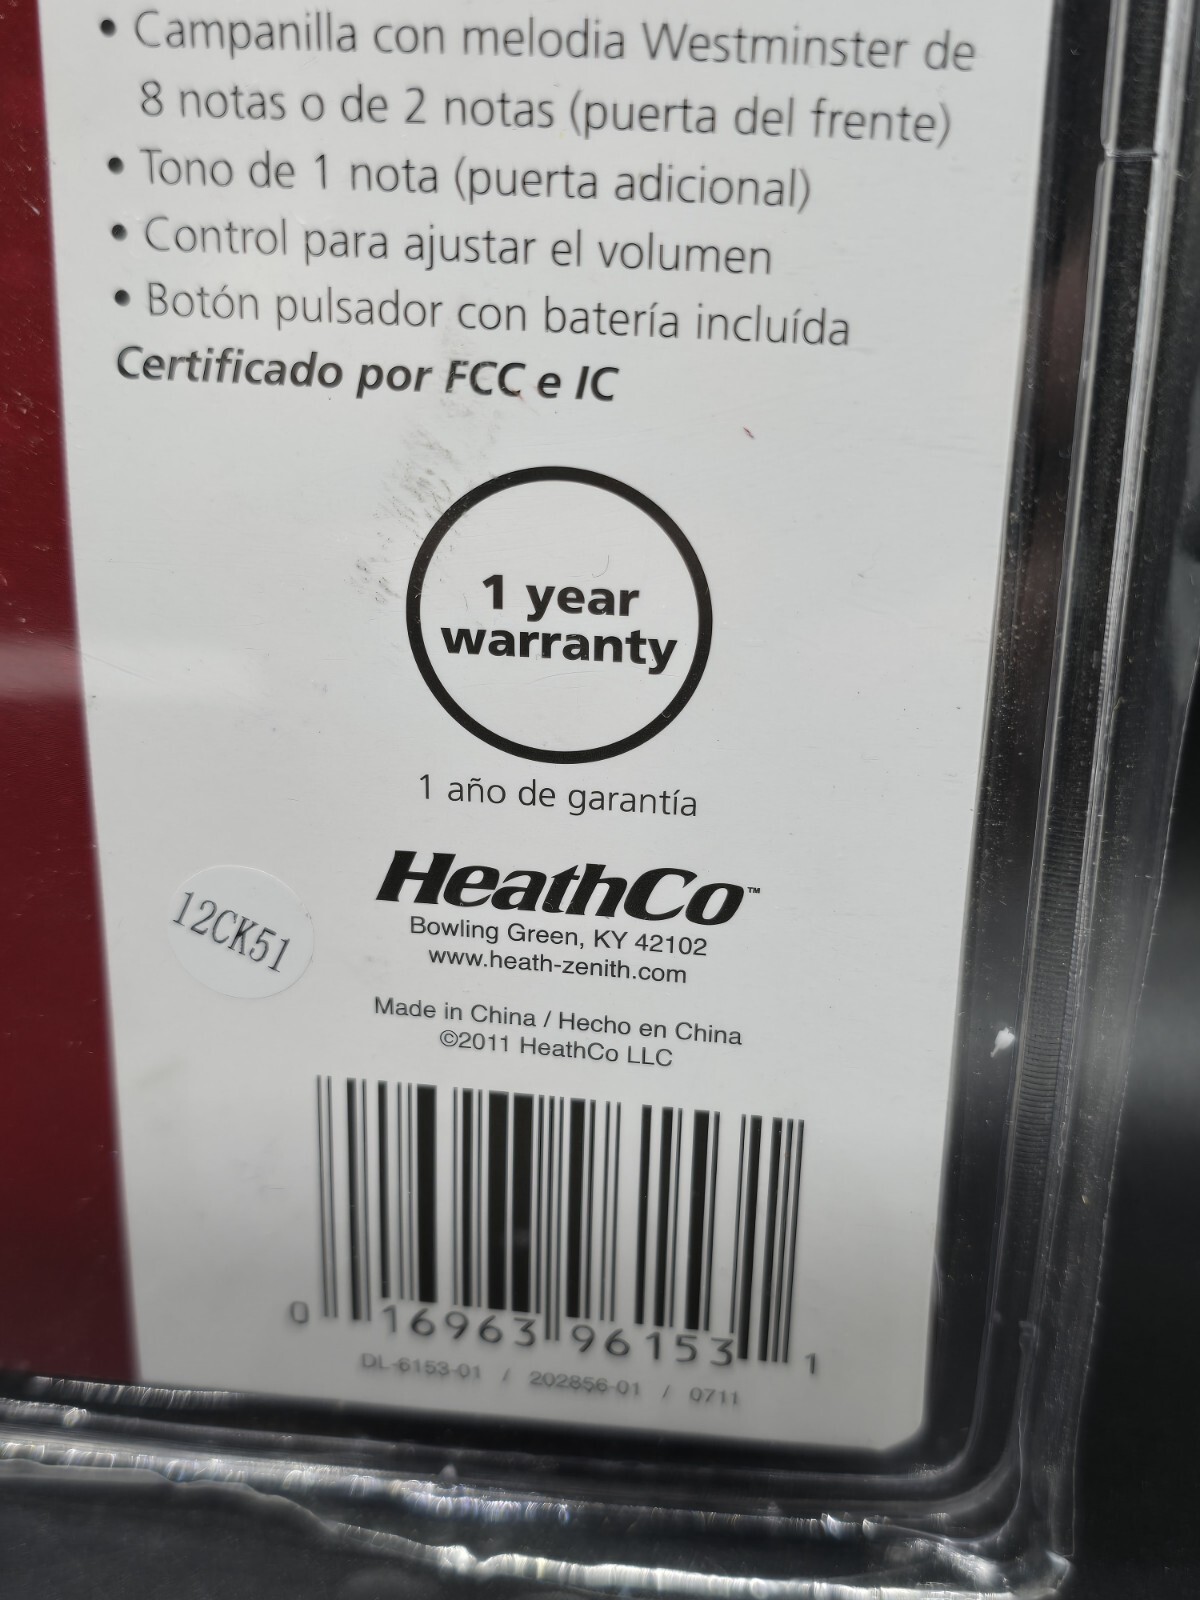 • Campanilla con melodia Westminster de
8 notas o de 2 notas (puerta del frente)
• Tono de 1 nota (puerta adicional)
• Control para ajustar el volumen
• Botón pulsador con batería incluída
Certificado por FCC e IC
1 year
warranty
1 año de garantía
HeathCo™
Bowling Green, KY 42102
www.heath-zenith.com
12CK51
Made in China / Hecho en China
©2011 HeathCo LLC
0 16963 96153 1
DL-6153-01 / 202856-01 / 0711